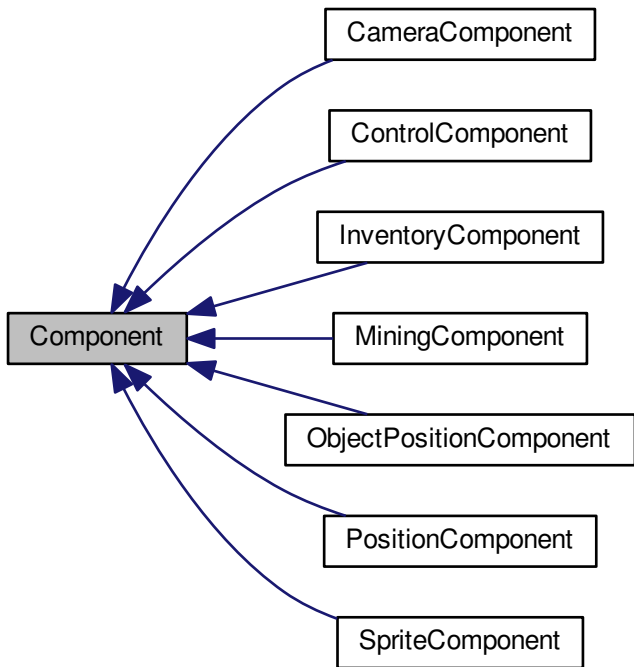 CameraComponent
ControlComponent
InventoryComponent
Component
MiningComponent
ObjectPositionComponent
PositionComponent
SpriteComponent